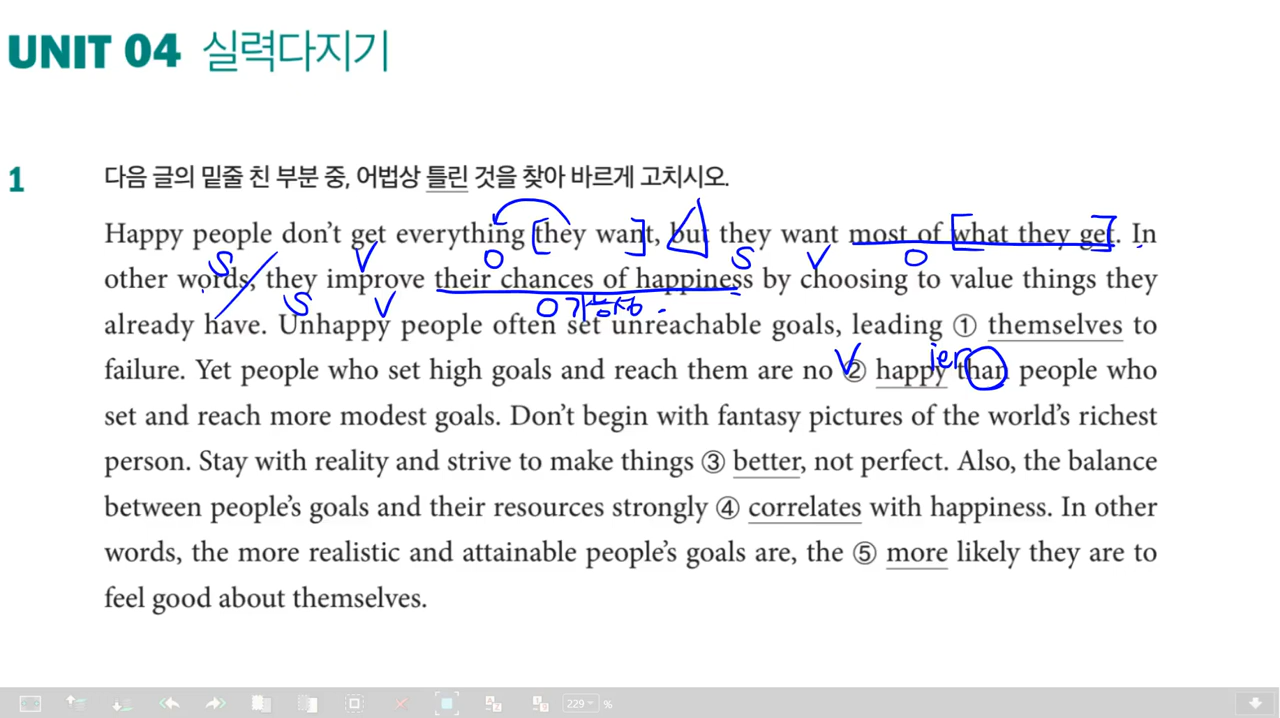 UNIT 04 실력다지기
1 다음 글의 밑줄 친 부분 중, 어법상 틀린 것을 찾아 바르게 고치시오.
Happy people don't get everything they want, but they want most of what they get. In
S V O S V O
other words, they improve their chances of happiness by choosing to value things they
S V O 가능성
already have. Unhappy people often set unreachable goals, leading ① themselves to
V ier
failure. Yet people who set high goals and reach them are no ② happy than people who
set and reach more modest goals. Don't begin with fantasy pictures of the world's richest
person. Stay with reality and strive to make things ③ better, not perfect. Also, the balance
between people's goals and their resources strongly ④ correlates with happiness. In other
words, the more realistic and attainable people's goals are, the ⑤ more likely they are to
feel good about themselves.
229 %